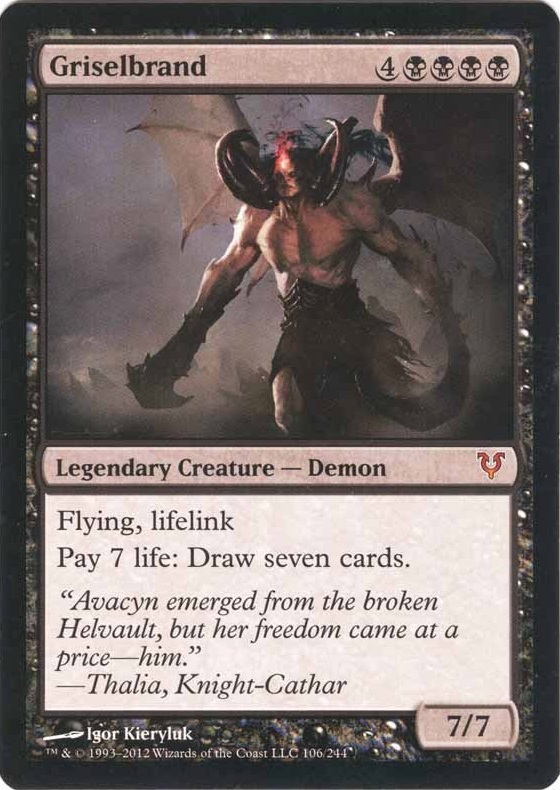 Griselbrand 4
Legendary Creature — Demon
Flying, lifelink
Pay 7 life: Draw seven cards.
“Avacyn emerged from the broken
Helvault, but her freedom came at a
price—him.”
—Thalia, Knight-Cathar
7/7
Igor Kieryluk
™ & © 1993–2012 Wizards of the Coast LLC 106/244